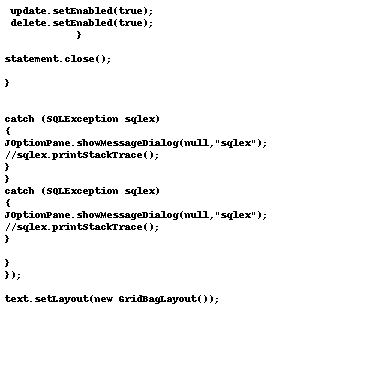 update.setEnabled(true);
delete.setEnabled(true);
}
statement.close();
}
catch (SQLException sqlex)
{
JOptionPane.showMessageDialog(null,"sqlex");
//sqlex.printStackTrace();
}
}
catch (SQLException sqlex)
{
JOptionPane.showMessageDialog(null,"sqlex");
//sqlex.printStackTrace();
}
}
});
text.setLayout(new GridBagLayout());